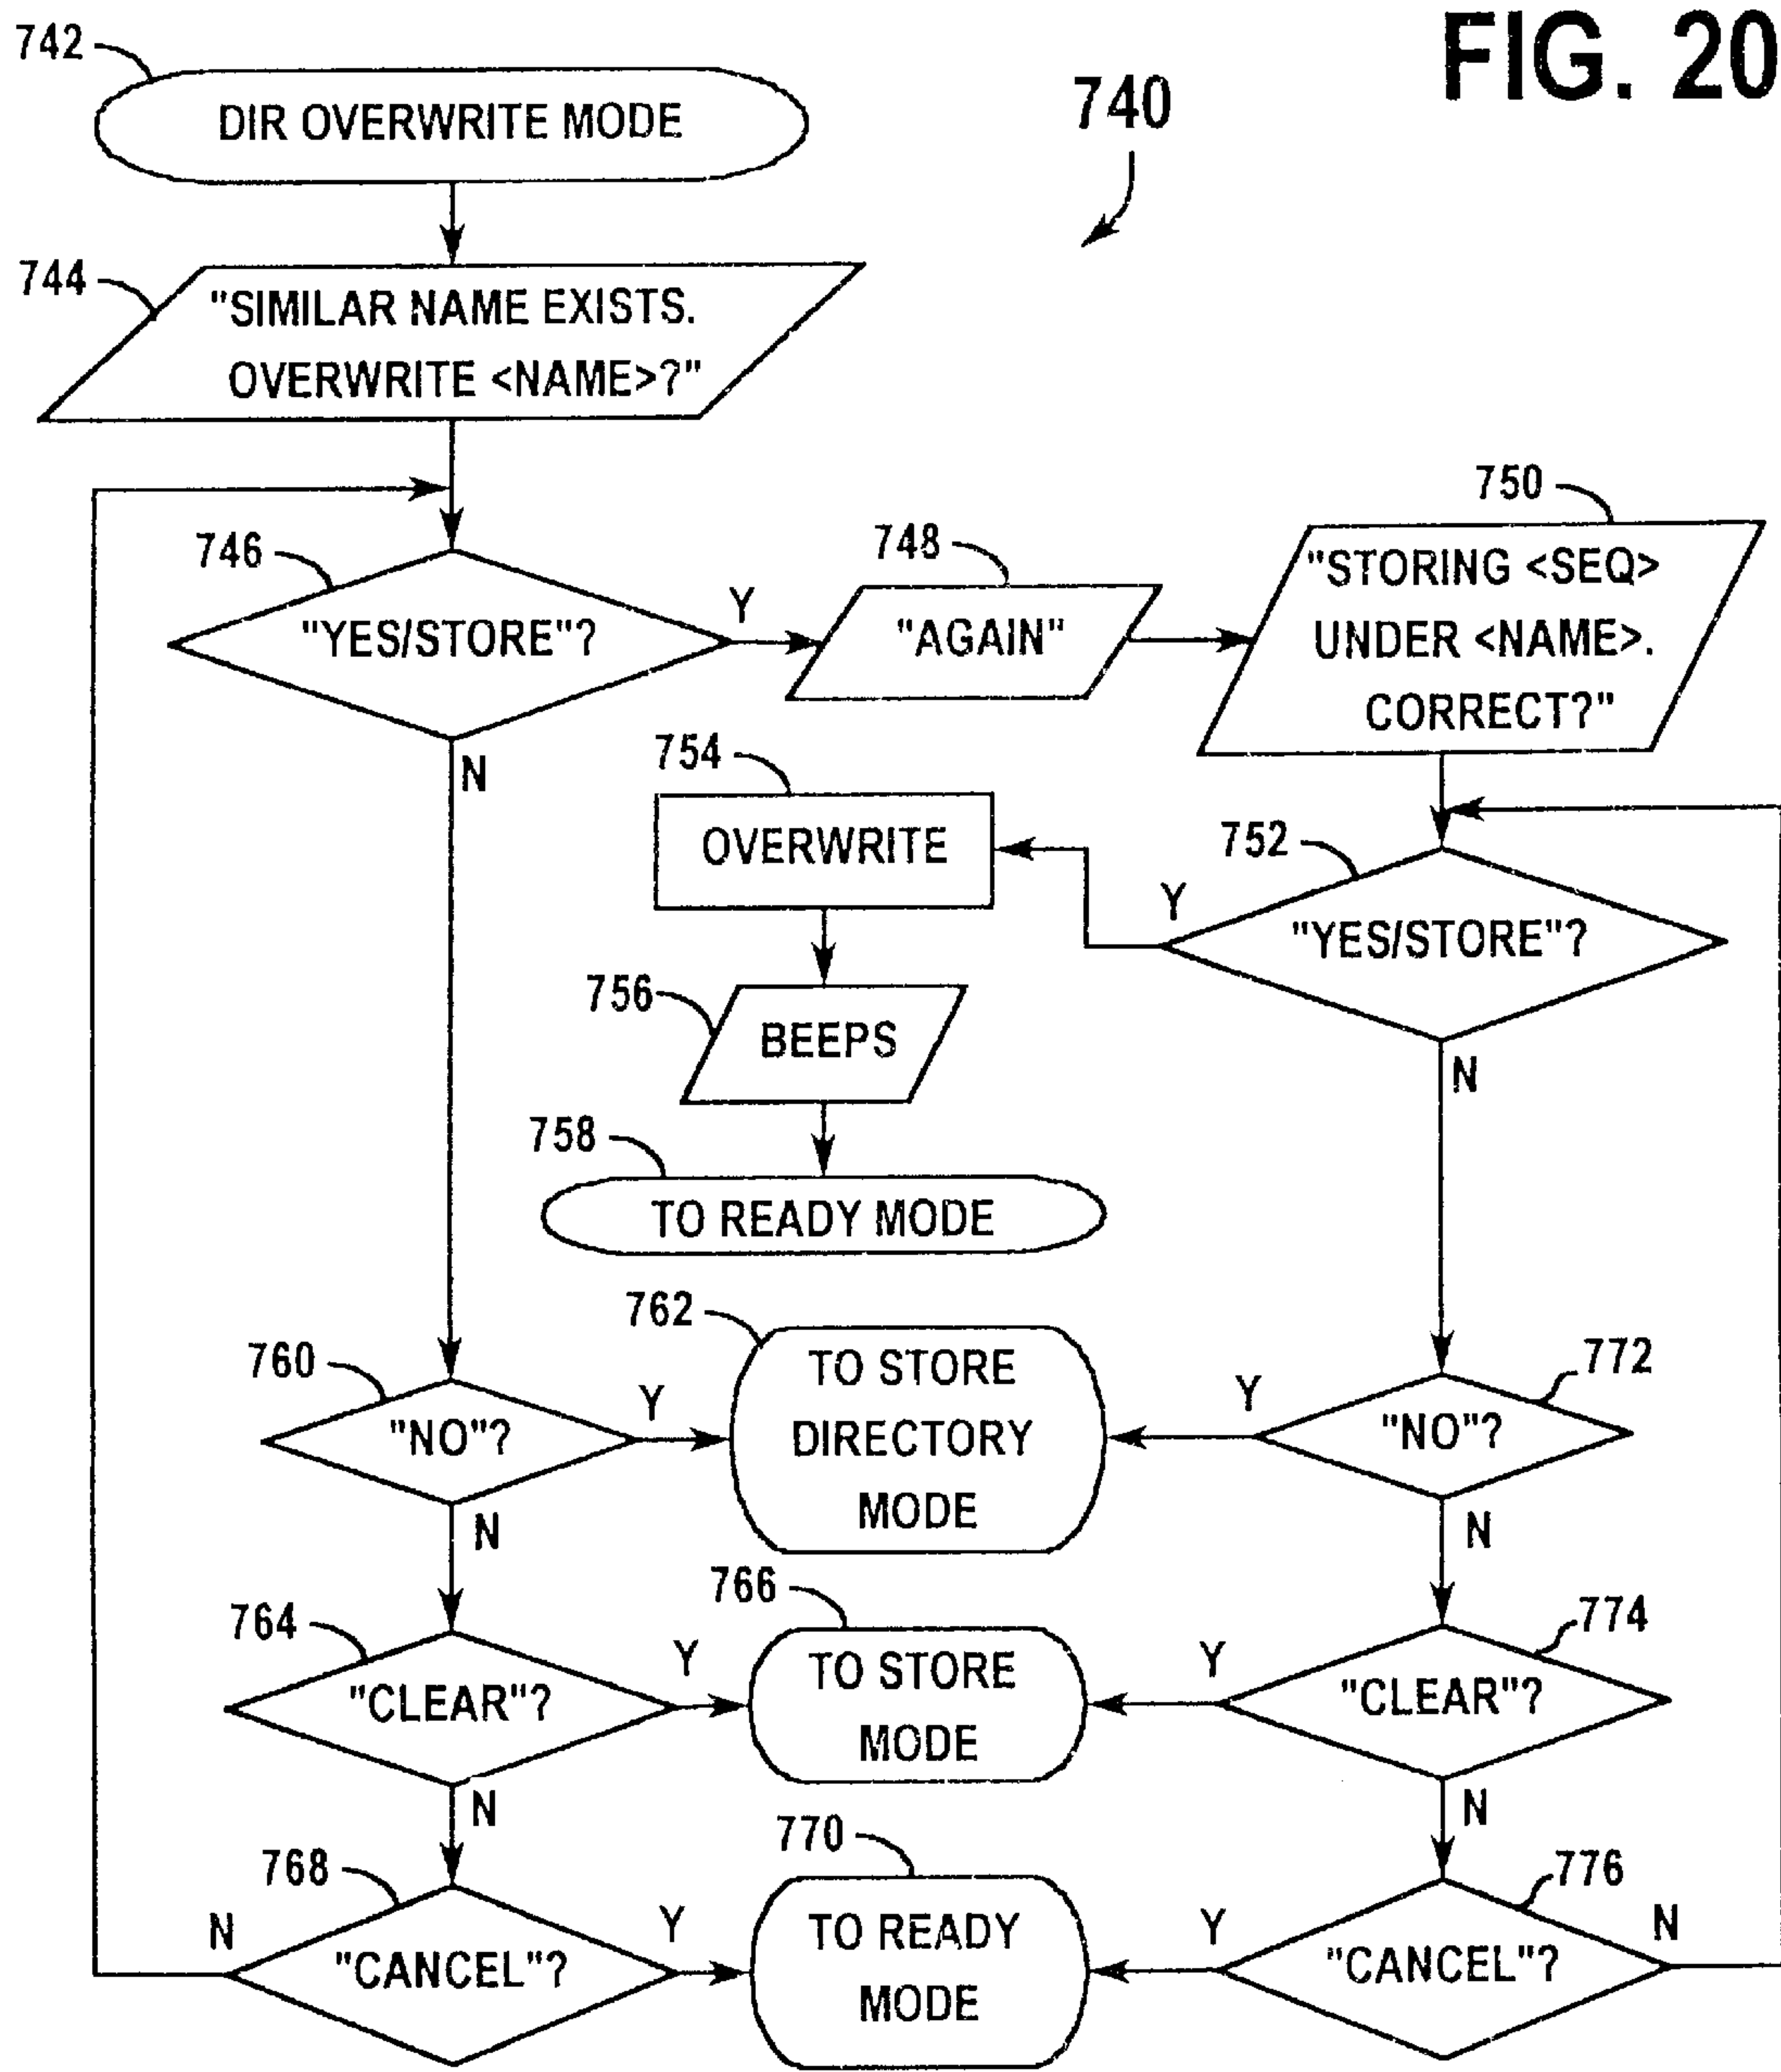 FIG. 20
740
742
DIR OVERWRITE MODE
744
"SIMILAR NAME EXISTS.
OVERWRITE <NAME>?"
746
"YES/STORE"?
Y
N
748
"AGAIN"
750
"STORING <SEQ>
UNDER <NAME>.
CORRECT?"
752
"YES/STORE"?
Y
N
754
OVERWRITE
756
BEEPS
758
TO READY MODE
760
"NO"?
Y
N
762
TO STORE
DIRECTORY
MODE
772
"NO"?
Y
N
764
"CLEAR"?
Y
N
766
TO STORE
MODE
774
"CLEAR"?
Y
N
768
"CANCEL"?
N
Y
770
TO READY
MODE
776
"CANCEL"?
Y
N